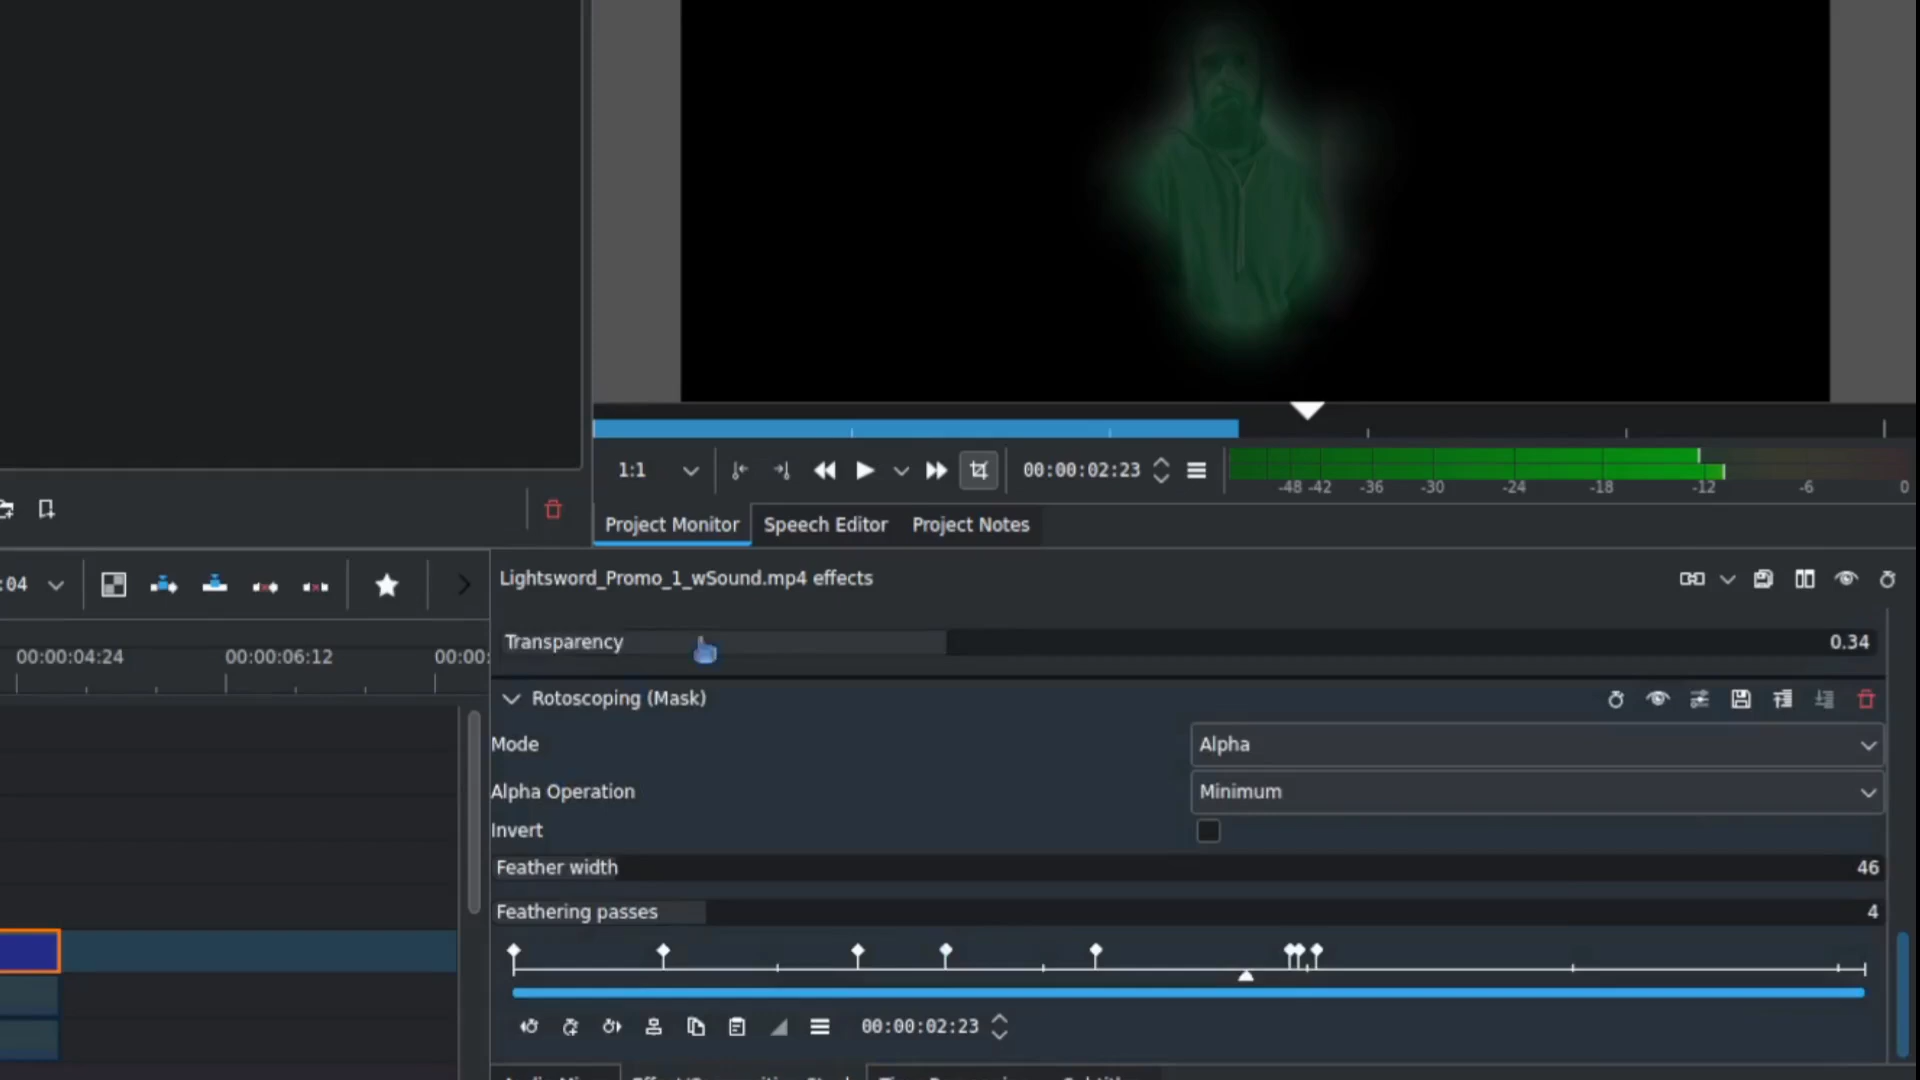 1:1
00:00:02:23
-48 -42 -36 -30 -24 -18 -12 -6 0
Project Monitor Speech Editor Project Notes
:04
Lightsword_Promo_1_wSound.mp4 effects
Transparency 0.34
00:00:04:24 00:00:06:12 00:00:
Rotoscoping (Mask)
Mode Alpha
Alpha Operation Minimum
Invert
Feather width 46
Feathering passes 4
00:00:02:23